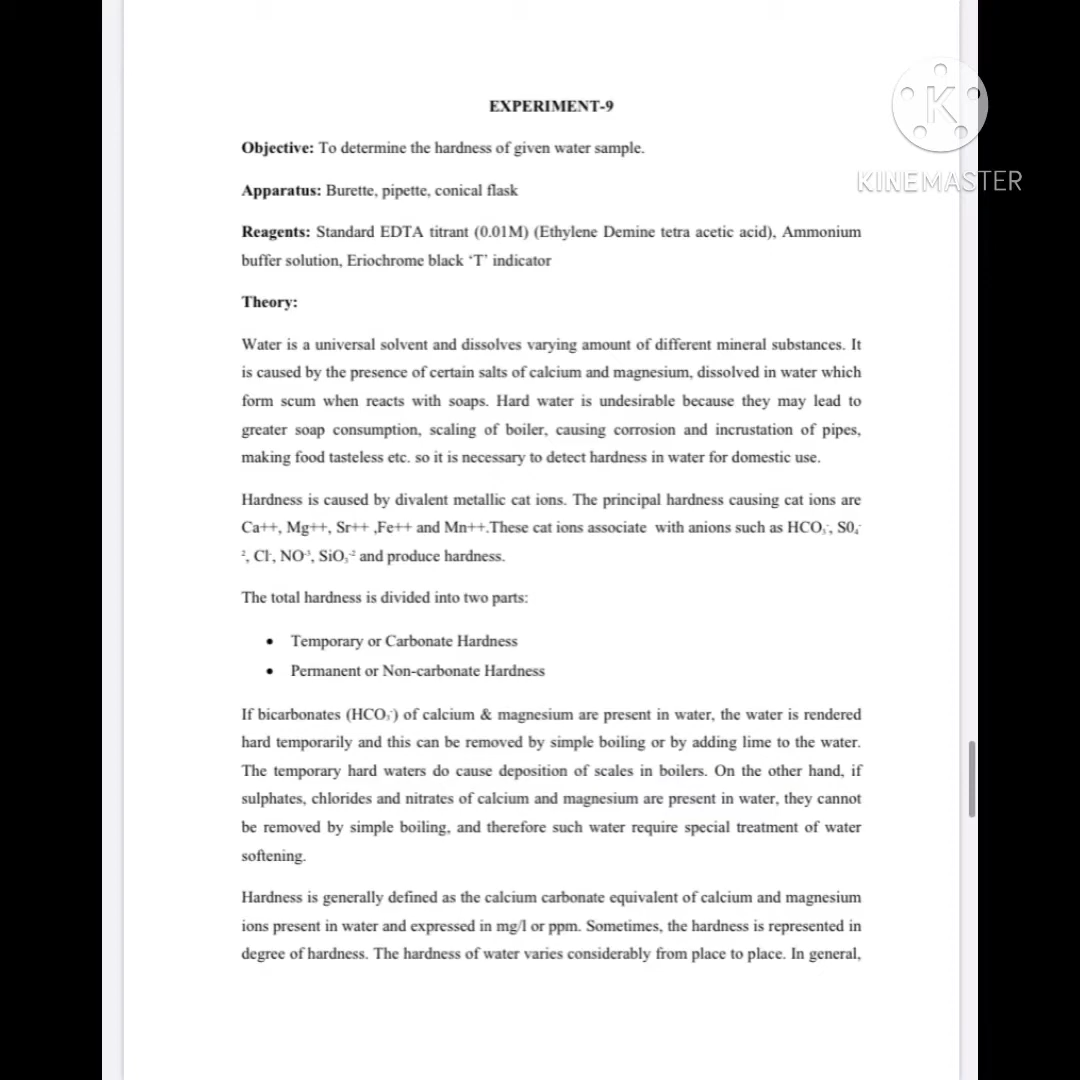 EXPERIMENT-9
K
KINEMASTER
Objective: To determine the hardness of given water sample.
Apparatus: Burette, pipette, conical flask
Reagents: Standard EDTA titrant (0.01M) (Ethylene Demine tetra acetic acid), Ammonium
buffer solution, Eriochrome black ‘T’ indicator
Theory:
Water is a universal solvent and dissolves varying amount of different mineral substances. It
is caused by the presence of certain salts of calcium and magnesium, dissolved in water which
form scum when reacts with soaps. Hard water is undesirable because they may lead to
greater soap consumption, scaling of boiler, causing corrosion and incrustation of pipes,
making food tasteless etc. so it is necessary to detect hardness in water for domestic use.
Hardness is caused by divalent metallic cat ions. The principal hardness causing cat ions are
Ca++, Mg++, Sr++ ,Fe++ and Mn++.These cat ions associate with anions such as HCO₃⁻, S0₄⁻
², Cl⁻, NO⁻³, SiO₃⁻² and produce hardness.
The total hardness is divided into two parts:
• Temporary or Carbonate Hardness
• Permanent or Non-carbonate Hardness
If bicarbonates (HCO₃⁻) of calcium & magnesium are present in water, the water is rendered
hard temporarily and this can be removed by simple boiling or by adding lime to the water.
The temporary hard waters do cause deposition of scales in boilers. On the other hand, if
sulphates, chlorides and nitrates of calcium and magnesium are present in water, they cannot
be removed by simple boiling, and therefore such water require special treatment of water
softening.
Hardness is generally defined as the calcium carbonate equivalent of calcium and magnesium
ions present in water and expressed in mg/l or ppm. Sometimes, the hardness is represented in
degree of hardness. The hardness of water varies considerably from place to place. In general,